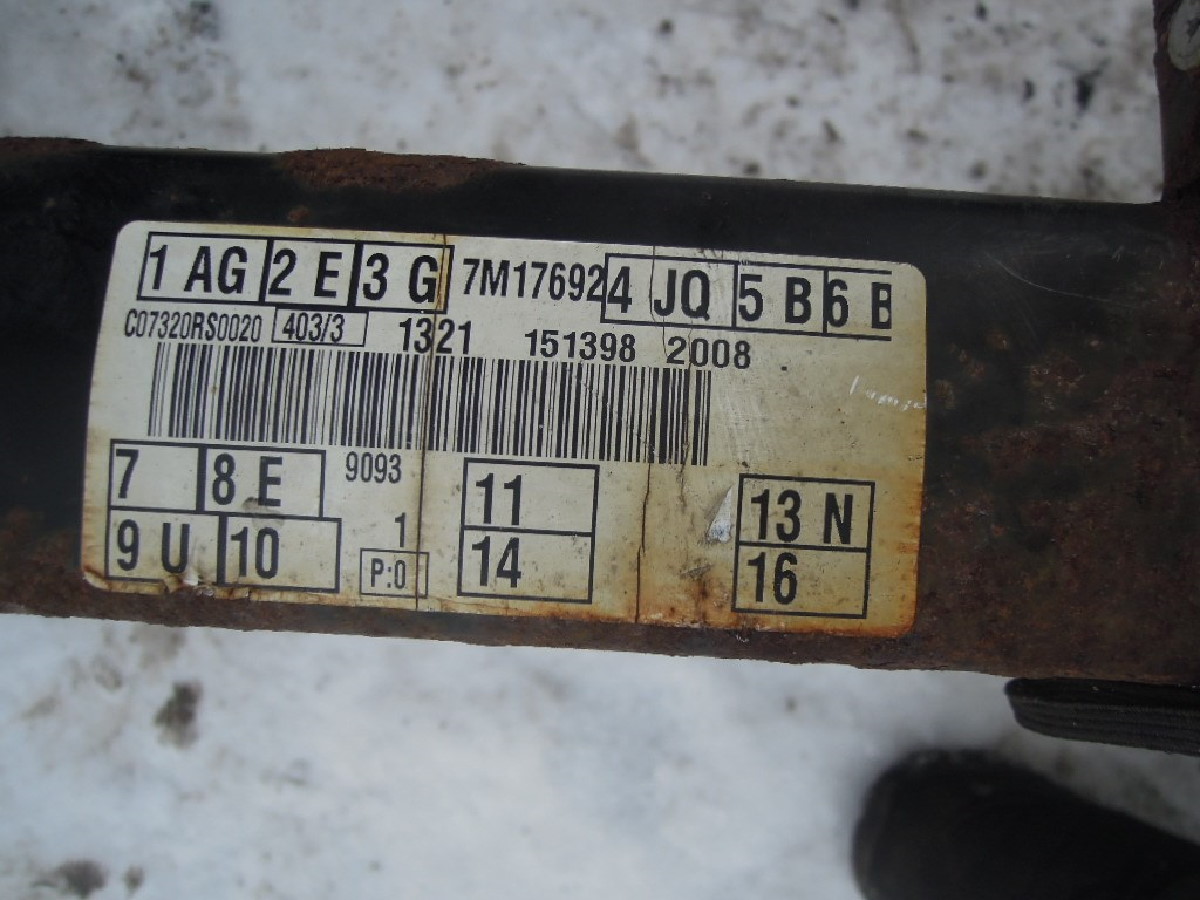 1 AG 2 E 3 G 7M17692 4 JQ 5 B 6 B
C07320RS0020 403/3 1321 151398 2008
7 8 E 9093 11 13 N
9 U 10 1 14 16
P:0